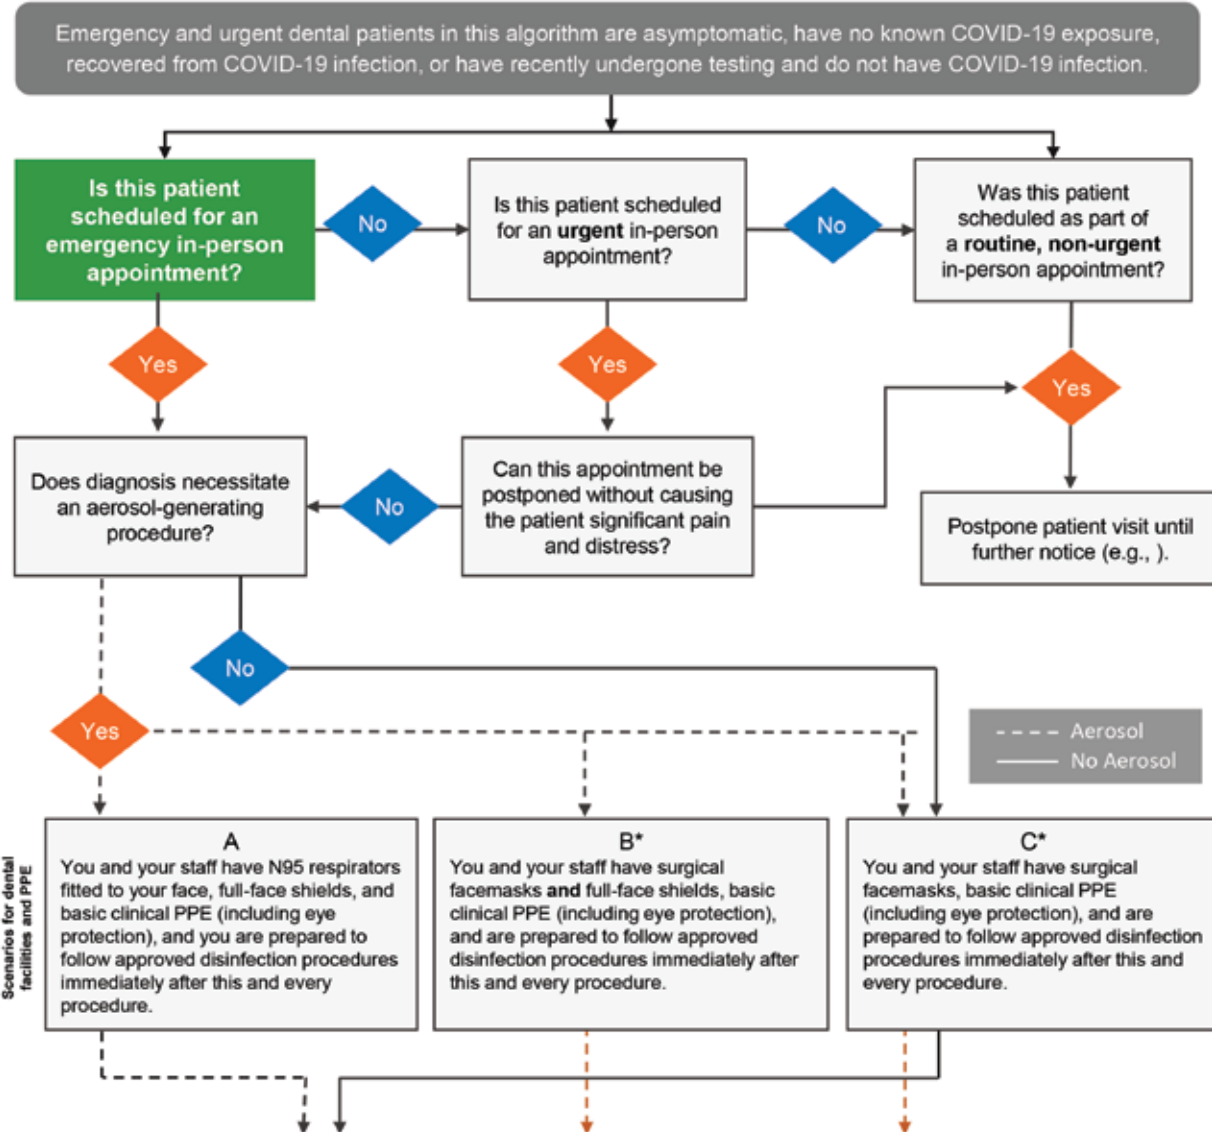 Emergency and urgent dental patients in this algorithm are asymptomatic, have no known COVID-19 exposure,
recovered from COVID-19 infection, or have recently undergone testing and do not have COVID-19 infection.
Is this patient
scheduled for an
emergency in-person
appointment?
No
Is this patient scheduled
for an urgent in-person
appointment?
No
Was this patient
scheduled as part of
a routine, non-urgent
in-person appointment?
Yes
Yes
Yes
Does diagnosis necessitate
an aerosol-generating
procedure?
No
Can this appointment be
postponed without causing
the patient significant pain
and distress?
Postpone patient visit until
further notice (e.g., ).
No
Yes
Aerosol
No Aerosol
Scenarios for dental
facilities and PPE
A
You and your staff have N95 respirators
fitted to your face, full-face shields, and
basic clinical PPE (including eye
protection), and you are prepared to
follow approved disinfection procedures
immediately after this and every
procedure.
B*
You and your staff have surgical
facemasks and full-face shields, basic
clinical PPE (including eye protection),
and are prepared to follow approved
disinfection procedures immediately after
this and every procedure.
C*
You and your staff have surgical
facemasks, basic clinical PPE
(including eye protection), and are
prepared to follow approved disinfection
procedures immediately after this and
every procedure.